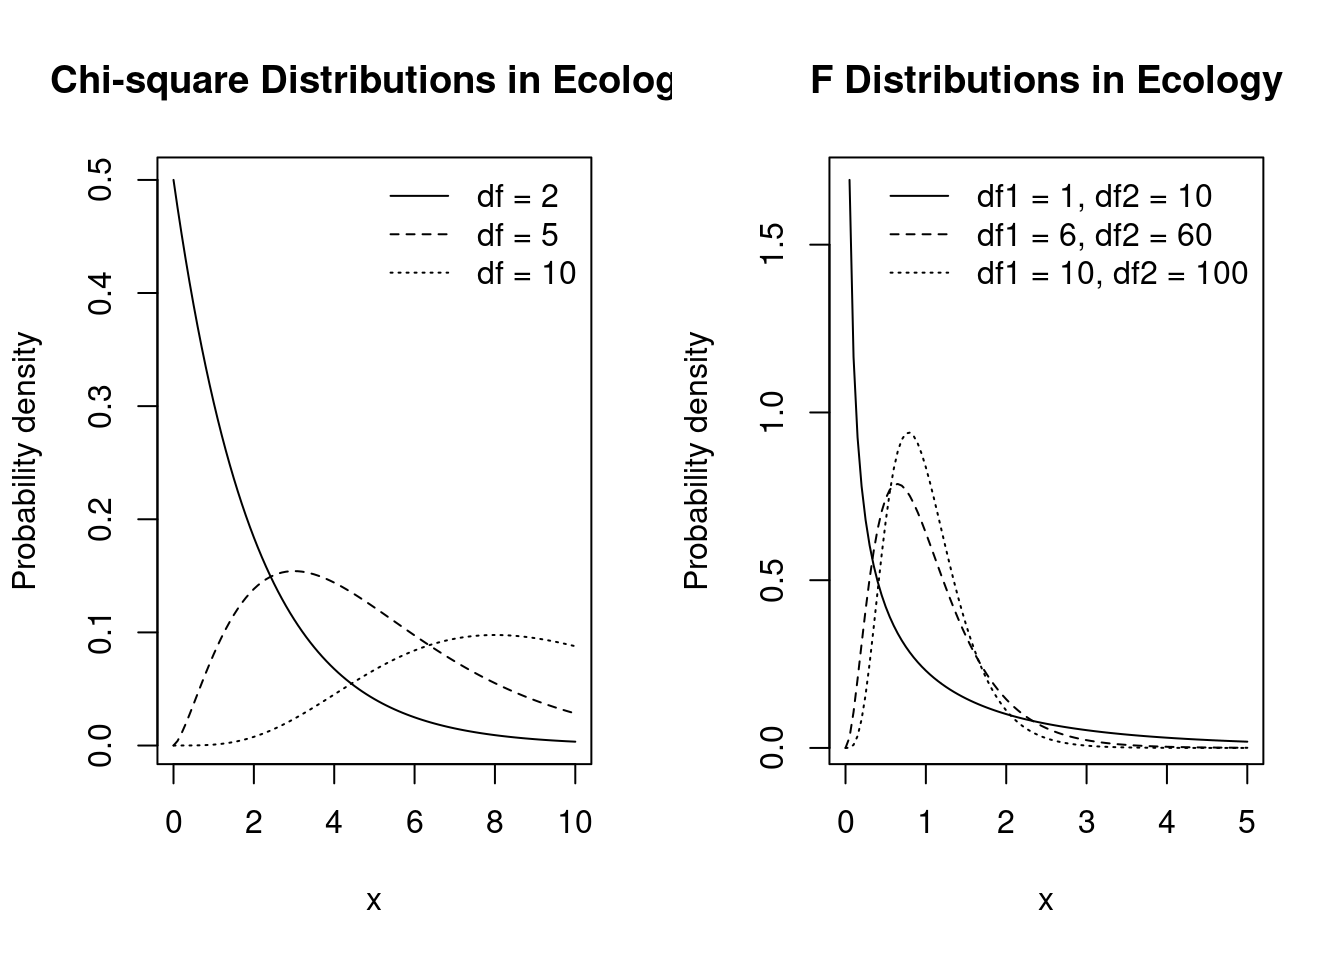 Chi-square Distributions in Ecolog
Probability density
0.5
0.4
0.3
0.2
0.1
0.0
df = 2
df = 5
df = 10
0 2 4 6 8 10
x
F Distributions in Ecology
Probability density
1.5
1.0
0.5
0.0
df1 = 1, df2 = 10
df1 = 6, df2 = 60
df1 = 10, df2 = 100
0 1 2 3 4 5
x